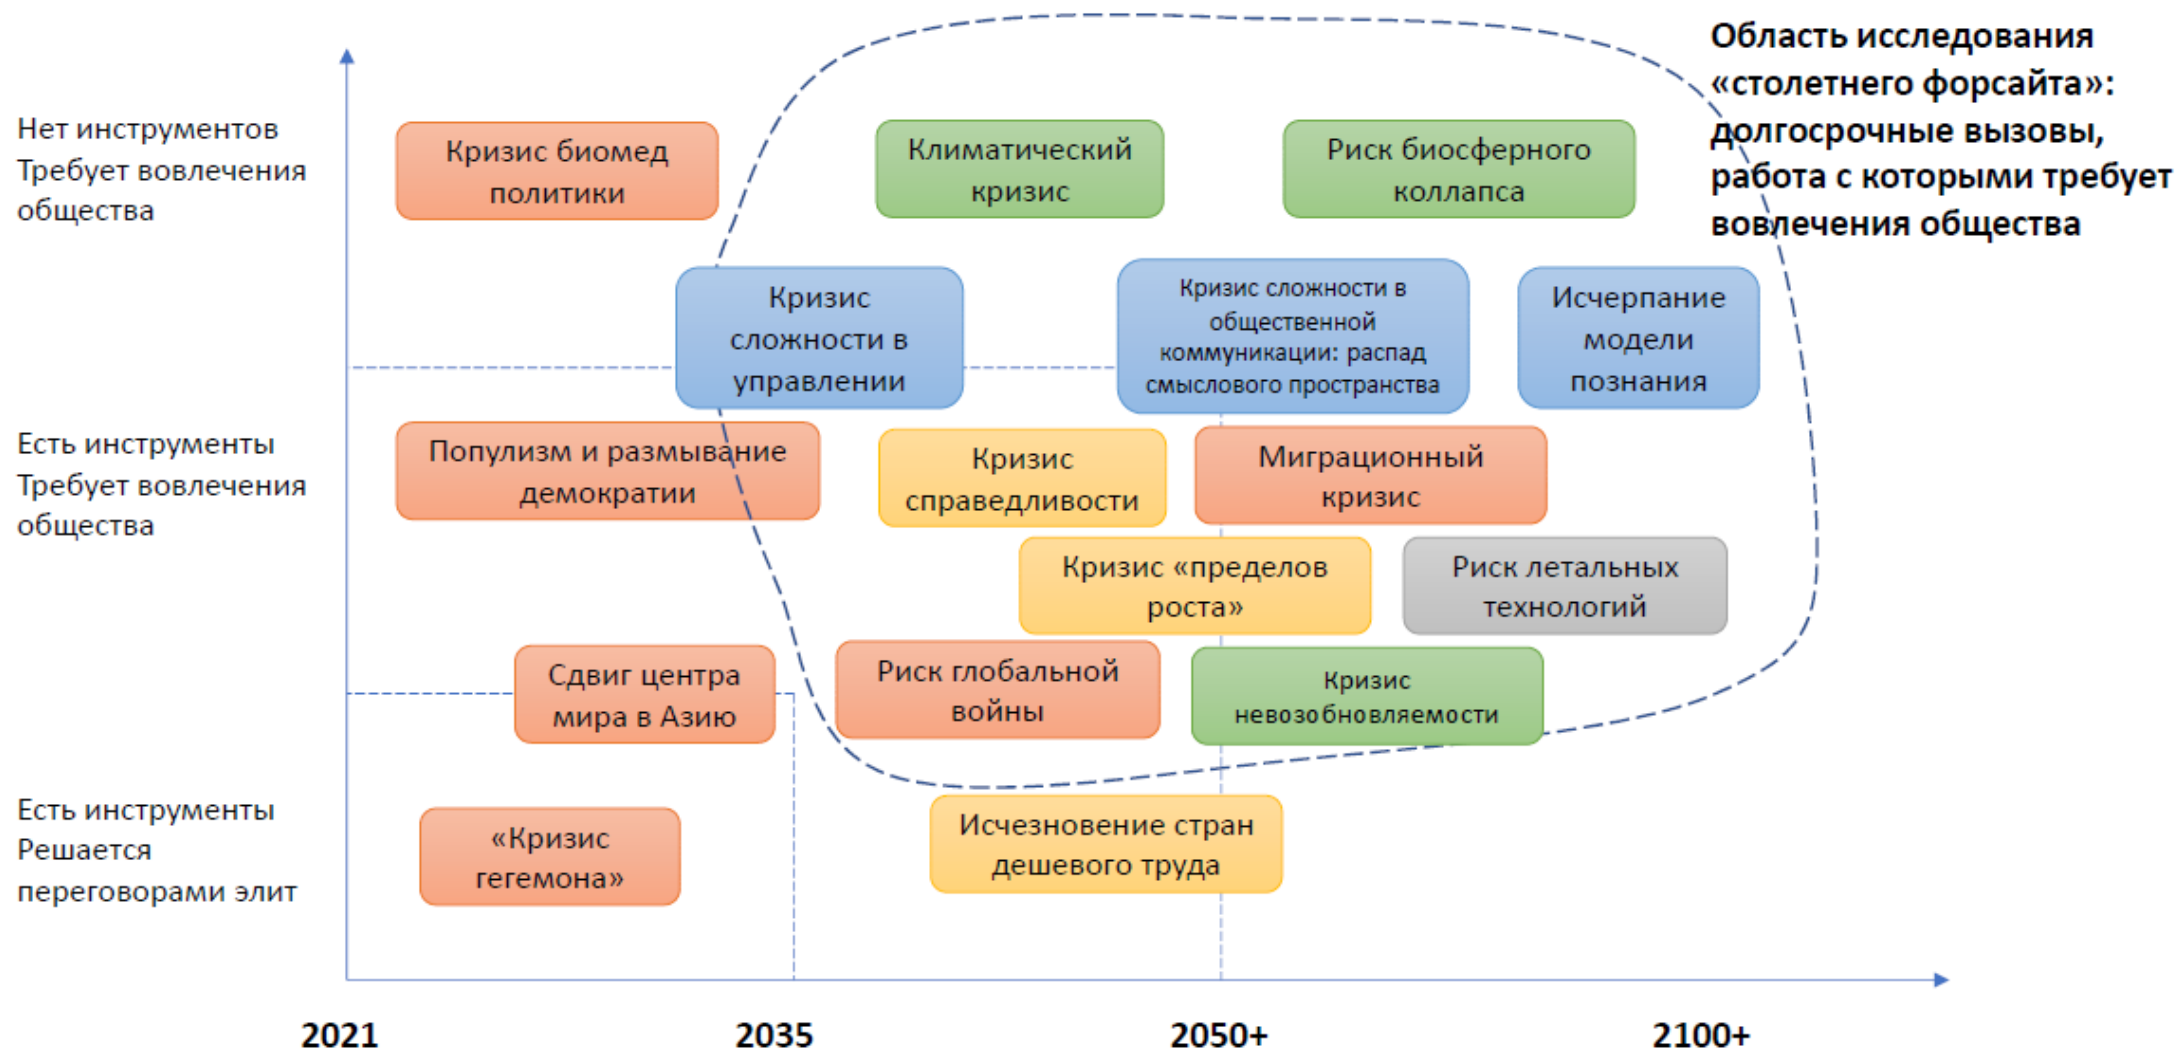 Область исследования
«столетнего форсайта»:
долгосрочные вызовы,
работа с которыми требует
вовлечения общества
Нет инструментов
Требует вовлечения
общества
Кризис биомед
политики
Климатический
кризис
Риск биосферного
коллапса
Кризис
сложности в
управлении
Кризис сложности в
общественной
коммуникации: распад
смыслового пространства
Исчерпание
модели
познания
Есть инструменты
Требует вовлечения
общества
Популизм и размывание
демократии
Кризис
справедливости
Миграционный
кризис
Кризис «пределов
роста»
Риск летальных
технологий
Сдвиг центра
мира в Азию
Риск глобальной
войны
Кризис
невозобновляемости
Есть инструменты
Решается
переговорами элит
«Кризис
гегемона»
Исчезновение стран
дешевого труда
2021
2035
2050+
2100+